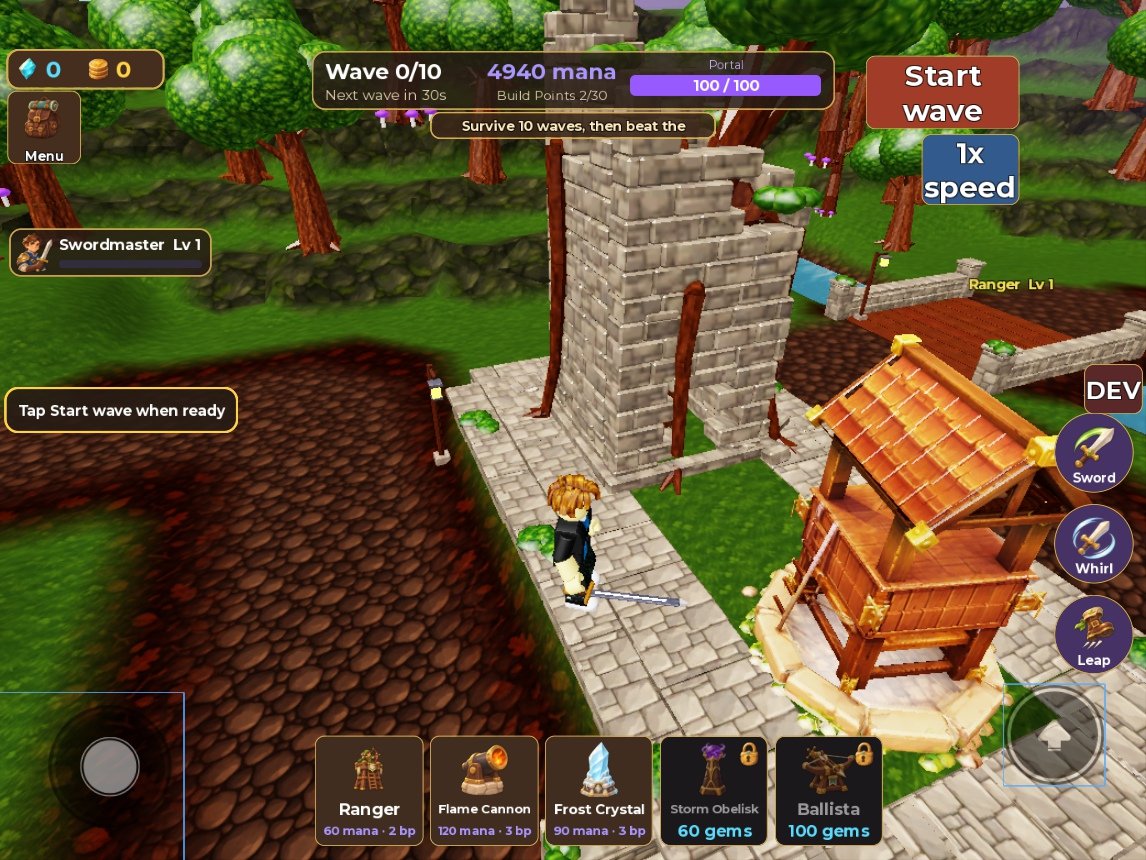 0 0
Menu
Wave 0/10
Next wave in 30s
4940 mana
Build Points 2/30
Portal
100 / 100
Survive 10 waves, then beat the
Start
wave
1x
speed
Swordmaster Lv 1
Ranger Lv 1
Tap Start wave when ready
DEV
Sword
Whirl
Leap
Ranger
60 mana · 2 bp
Flame Cannon
120 mana · 3 bp
Frost Crystal
90 mana · 3 bp
Storm Obelisk
60 gems
Ballista
100 gems